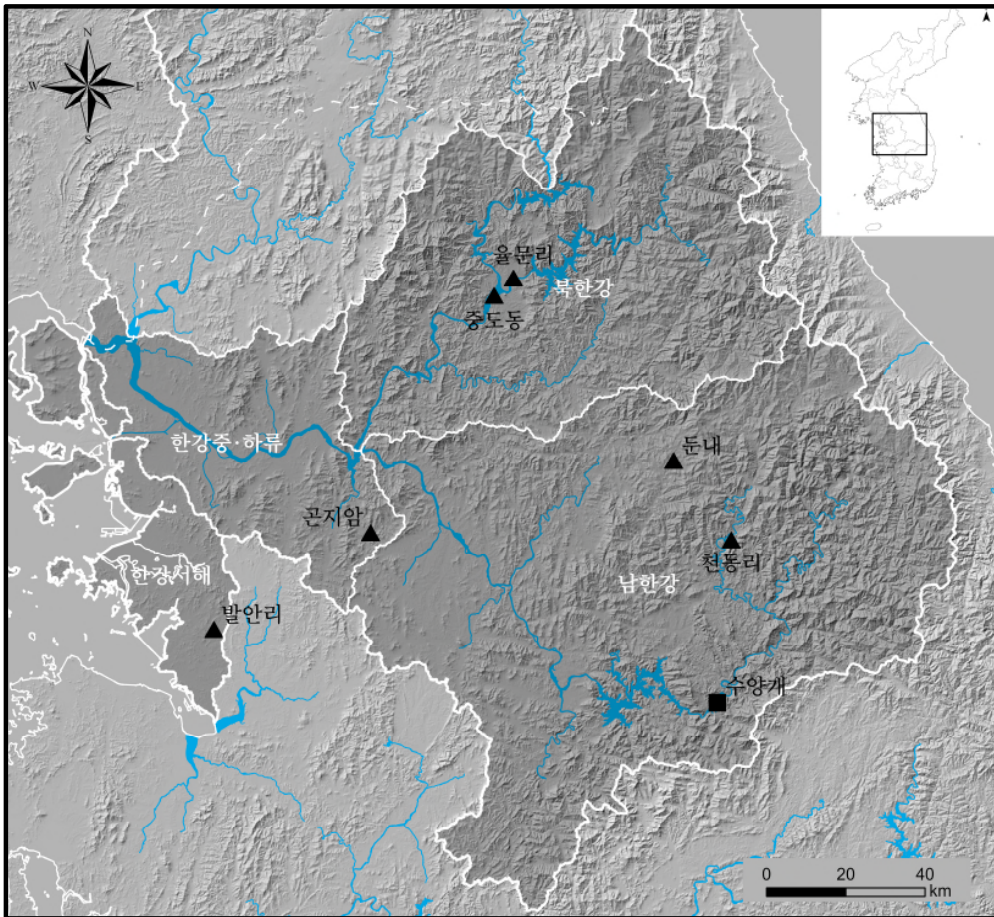 N
W
E
S
율문리
북한강
중도동
한강중·하류
둔내
곤지암
천동리
한강서해
남한강
발안리
수양개
0 20 40
km